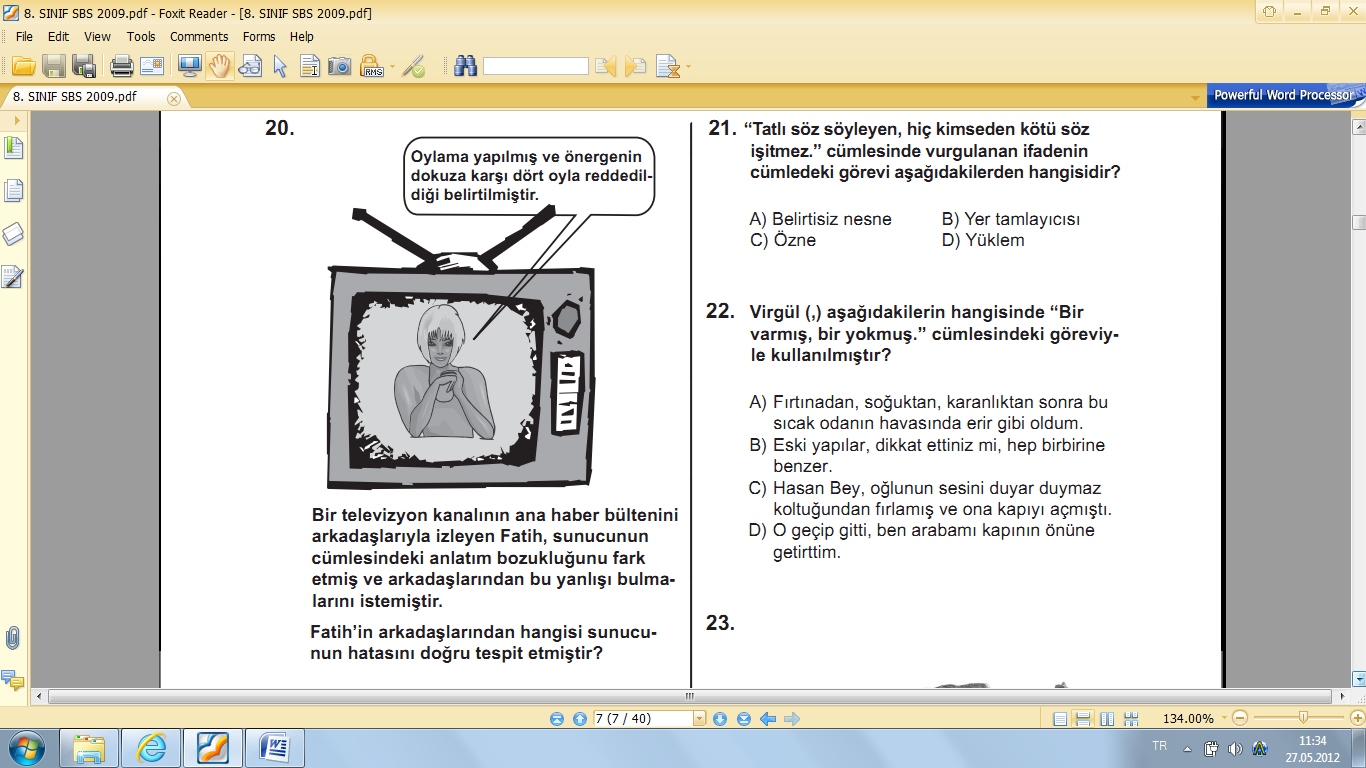 8. SINIF SBS 2009.pdf - Foxit Reader - [8. SINIF SBS 2009.pdf]
File Edit View Tools Comments Forms Help
RMS
8. SINIF SBS 2009.pdf
Powerful Word Processor
20.
Oylama yapılmış ve önergenin
dokuza karşı dört oyla reddedil-
diği belirtilmiştir.
Bir televizyon kanalının ana haber bültenini
arkadaşlarıyla izleyen Fatih, sunucunun
cümlesindeki anlatım bozukluğunu fark
etmiş ve arkadaşlarından bu yanlışı bulma-
larını istemiştir.
Fatih'in arkadaşlarından hangisi sunucu-
nun hatasını doğru tespit etmiştir?
21. “Tatlı söz söyleyen, hiç kimseden kötü söz
işitmez.” cümlesinde vurgulanan ifadenin
cümledeki görevi aşağıdakilerden hangisidir?
A) Belirtisiz nesne B) Yer tamlayıcısı
C) Özne D) Yüklem
22. Virgül (,) aşağıdakilerin hangisinde “Bir
varmış, bir yokmuş.” cümlesindeki göreviy-
le kullanılmıştır?
A) Fırtınadan, soğuktan, karanlıktan sonra bu
sıcak odanın havasında erir gibi oldum.
B) Eski yapılar, dikkat ettiniz mi, hep birbirine
benzer.
C) Hasan Bey, oğlunun sesini duyar duymaz
koltuğundan fırlamış ve ona kapıyı açmıştı.
D) O geçip gitti, ben arabamı kapının önüne
getirttim.
23.
7 (7 / 40)
134.00%
TR
11:34
27.05.2012